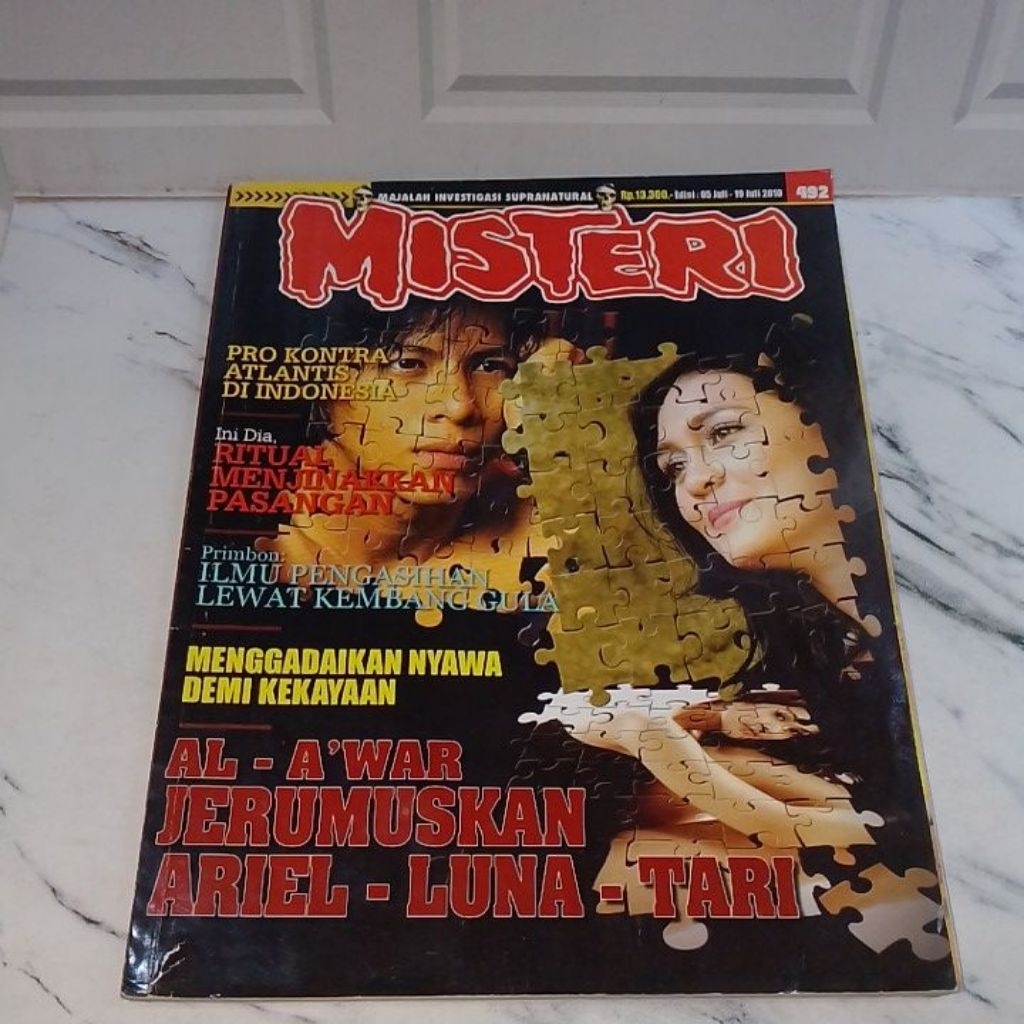 MAJALAH INVESTIGASI SUPRANATURAL Rp.13.300,- Edisi : 05 Juli - 19 Juli 2010 492
MISTERI
PRO KONTRA
ATLANTIS
DI INDONESIA
Ini Dia,
RITUAL
MENJINAKKAN
PASANGAN
Primbon:
ILMU PENGASIHAN
LEWAT KEMBANG GULA
MENGGADAIKAN NYAWA
DEMI KEKAYAAN
AL - A'WAR
JERUMUSKAN
ARIEL - LUNA - TARI